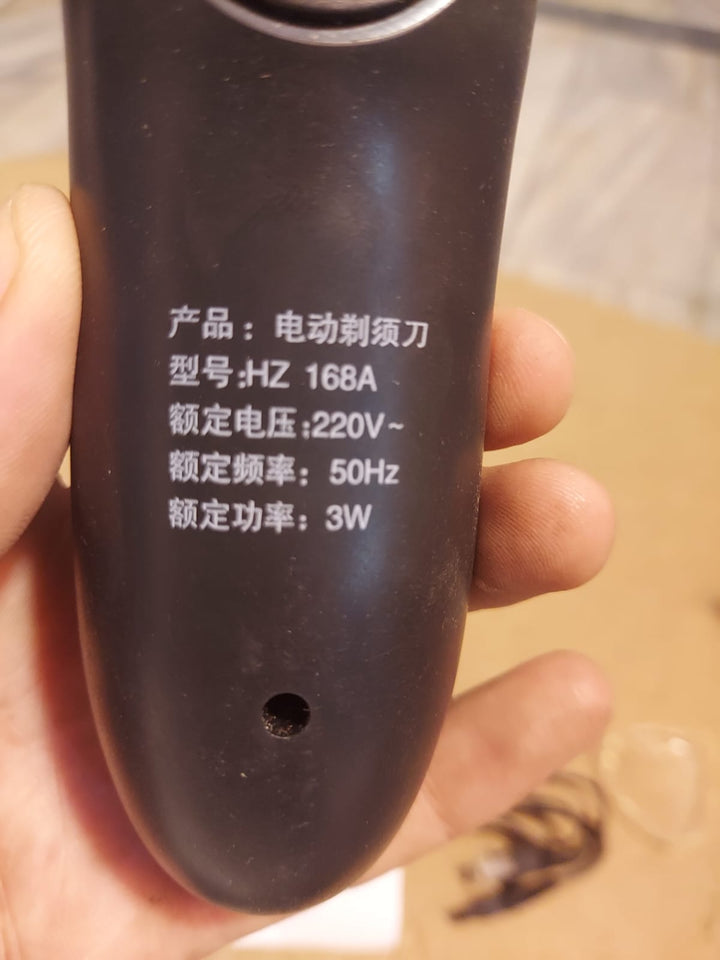 产品：电动剃须刀
型号:HZ 168A
额定电压:220V~
额定频率：50Hz
额定功率：3W